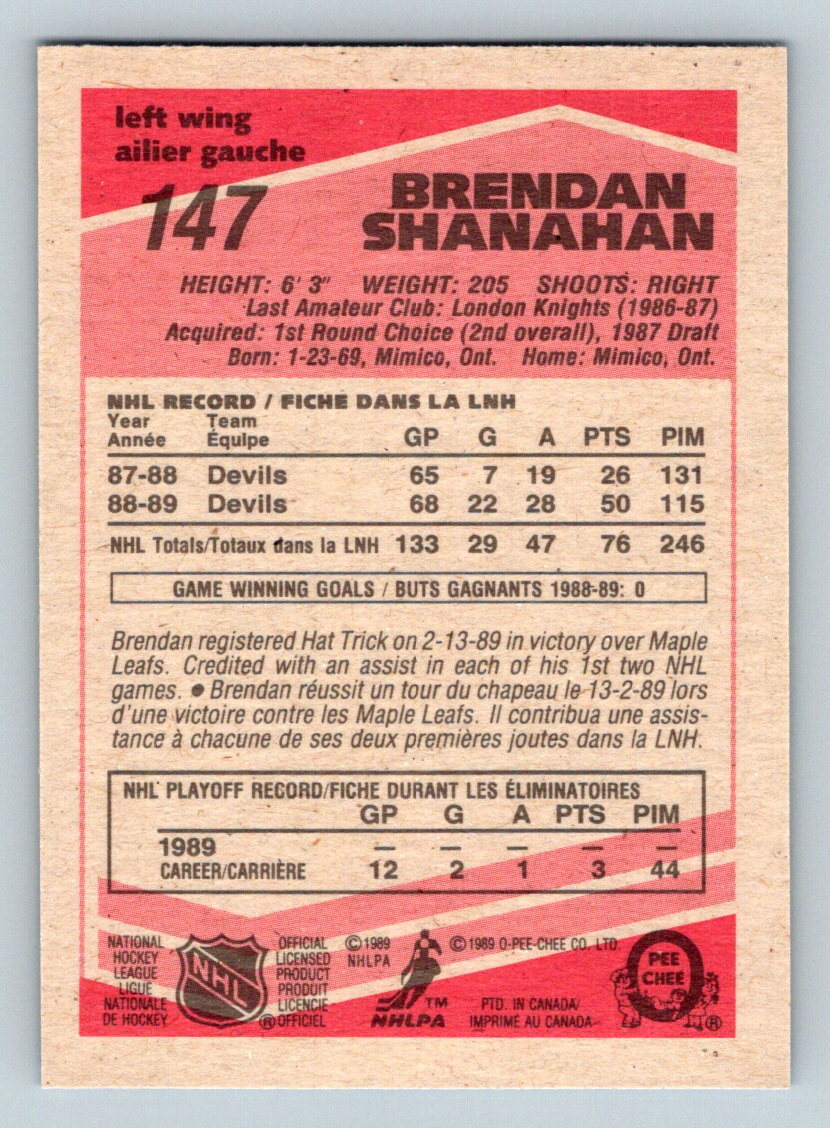 left wing
ailier gauche
147
BRENDAN
SHANAHAN
HEIGHT: 6' 3" WEIGHT: 205 SHOOTS: RIGHT
Last Amateur Club: London Knights (1986-87)
Acquired: 1st Round Choice (2nd overall), 1987 Draft
Born: 1-23-69, Mimico, Ont. Home: Mimico, Ont.
NHL RECORD / FICHE DANS LA LNH
Year Team
Année Équipe GP G A PTS PIM
87-88 Devils 65 7 19 26 131
88-89 Devils 68 22 28 50 115
NHL Totals/Totaux dans la LNH 133 29 47 76 246
GAME WINNING GOALS / BUTS GAGNANTS 1988-89: 0
Brendan registered Hat Trick on 2-13-89 in victory over Maple
Leafs. Credited with an assist in each of his 1st two NHL
games. ● Brendan réussit un tour du chapeau le 13-2-89 lors
d'une victoire contre les Maple Leafs. Il contribua une assis-
tance à chacune de ses deux premières joutes dans la LNH.
NHL PLAYOFF RECORD/FICHE DURANT LES ÉLIMINATOIRES
GP G A PTS PIM
1989 — — — — —
CAREER/CARRIÈRE 12 2 1 3 44
NATIONAL
HOCKEY
LEAGUE
LIGUE
NATIONALE
DE HOCKEY
NHL
®
OFFICIAL
LICENSED
PRODUCT
PRODUIT
LICENCIE
OFFICIEL
©1989
NHLPA
TM
NHLPA
©1989 O-PEE-CHEE CO. LTD.
PTD. IN CANADA/
IMPRIME AU CANADA
PEE
CHEE
®